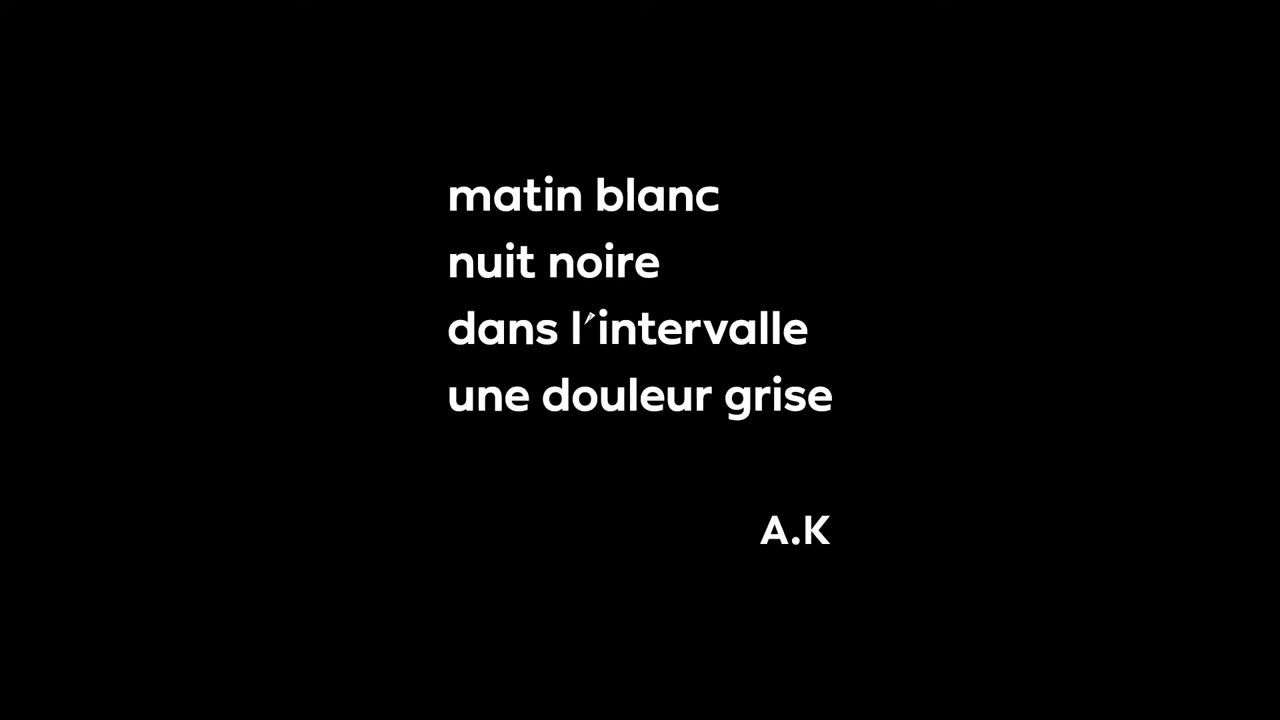 matin blanc
nuit noire
dans l'intervalle
une douleur grise
A.K